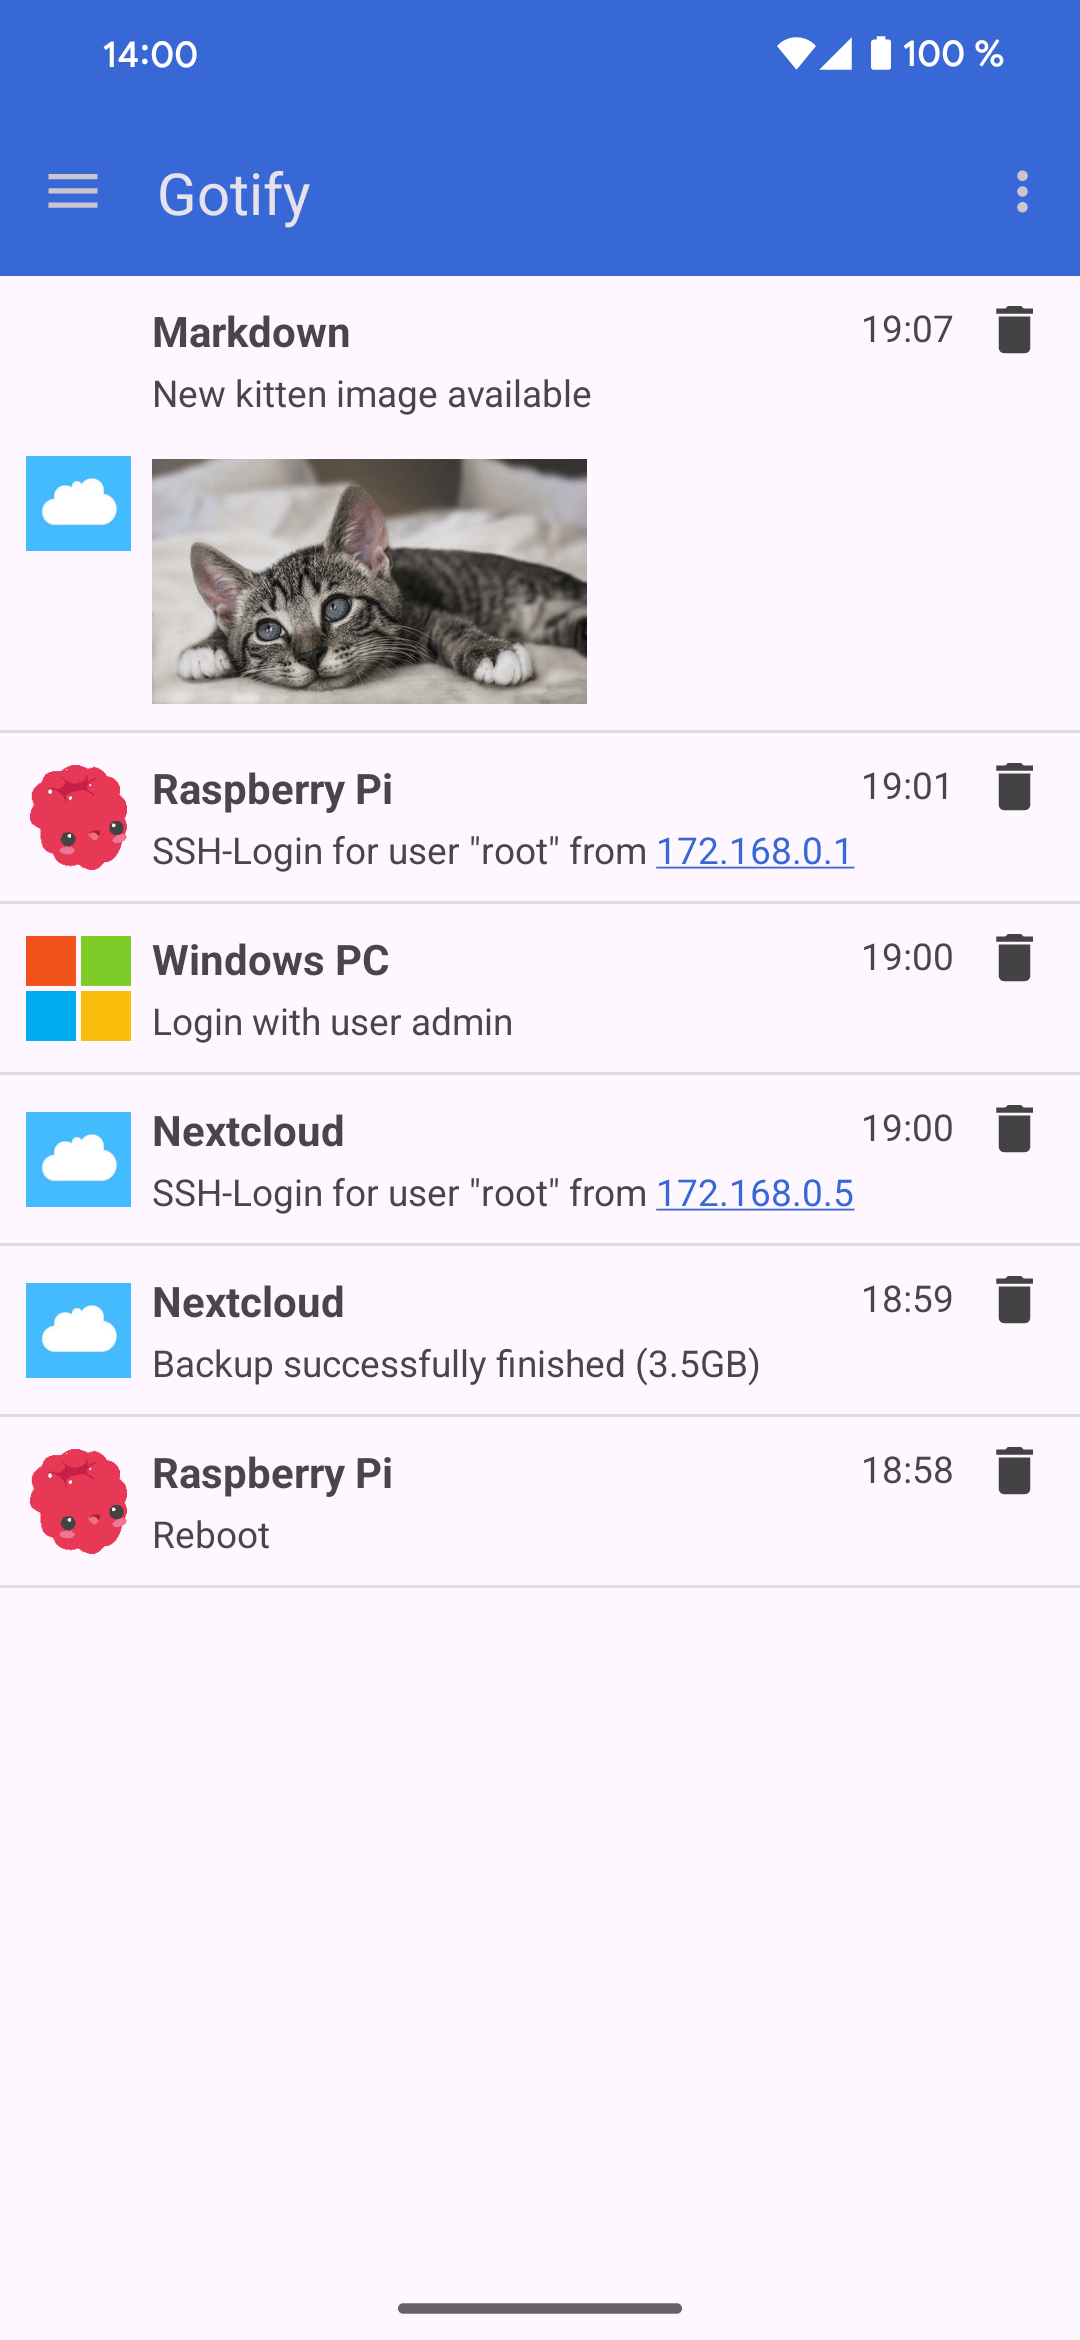 14:00 100 %
Gotify
Markdown 19:07
New kitten image available
Raspberry Pi 19:01
SSH-Login for user "root" from 172.168.0.1
Windows PC 19:00
Login with user admin
Nextcloud 19:00
SSH-Login for user "root" from 172.168.0.5
Nextcloud 18:59
Backup successfully finished (3.5GB)
Raspberry Pi 18:58
Reboot